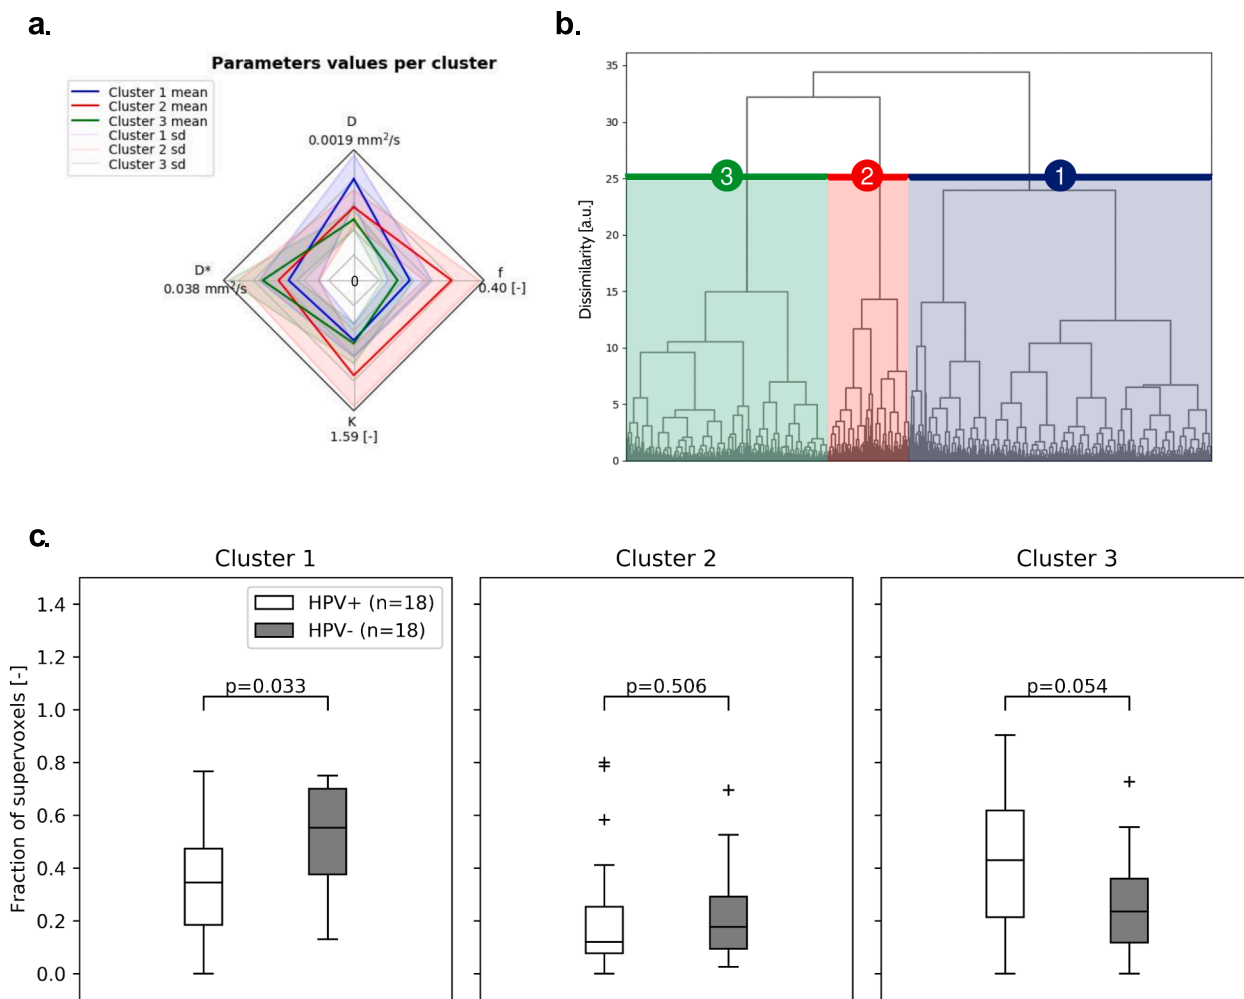 a.
Parameters values per cluster
Cluster 1 mean
Cluster 2 mean
Cluster 3 mean
Cluster 1 sd
Cluster 2 sd
Cluster 3 sd
D
0.0019 mm²/s
D*
0.038 mm²/s
0
f
0.40 [-]
K
1.59 [-]
b.
Dissimilarity [a.u.]
35
30
25
20
15
10
5
0
3
2
1
c.
Fraction of supervoxels [-]
1.4
1.2
1.0
0.8
0.6
0.4
0.2
0.0
Cluster 1
HPV+ (n=18)
HPV- (n=18)
p=0.033
Cluster 2
p=0.506
Cluster 3
p=0.054